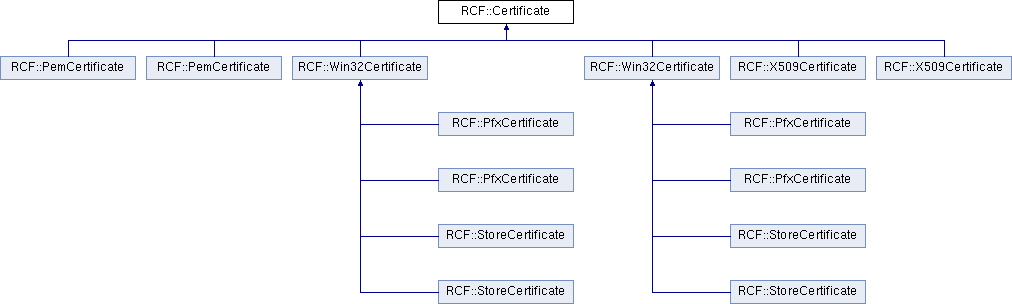 RCF::Certificate
RCF::PemCertificate
RCF::PemCertificate
RCF::Win32Certificate
RCF::Win32Certificate
RCF::X509Certificate
RCF::X509Certificate
RCF::PfxCertificate
RCF::PfxCertificate
RCF::PfxCertificate
RCF::PfxCertificate
RCF::StoreCertificate
RCF::StoreCertificate
RCF::StoreCertificate
RCF::StoreCertificate